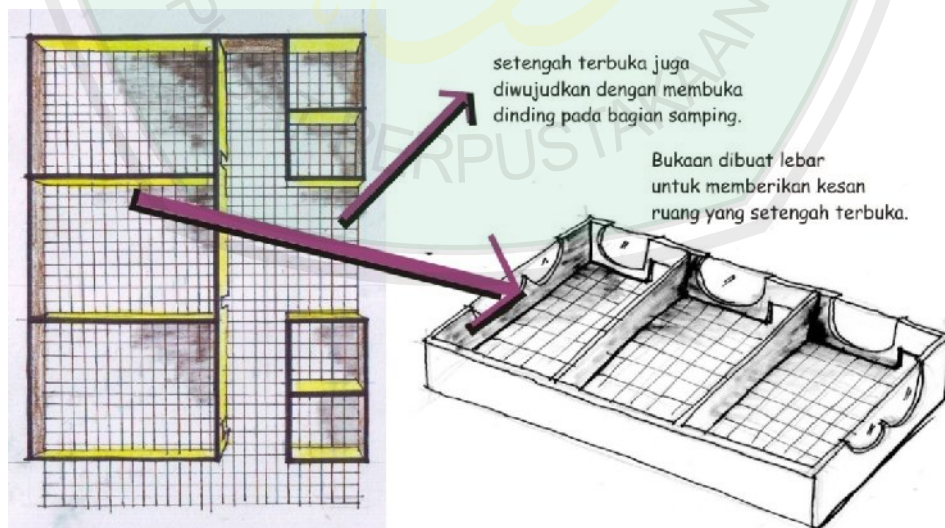 setengah terbuka juga
diwujudkan dengan membuka
dinding pada bagian samping.
Bukaan dibuat lebar
untuk memberikan kesan
ruang yang setengah terbuka.
PERPUSTAKAAN